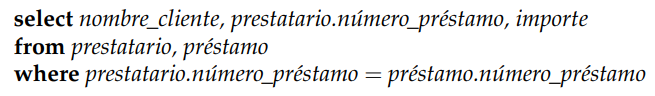 select nombre_cliente, prestatario.número_préstamo, importe
from prestatario, préstamo
where prestatario.número_préstamo = préstamo.número_préstamo